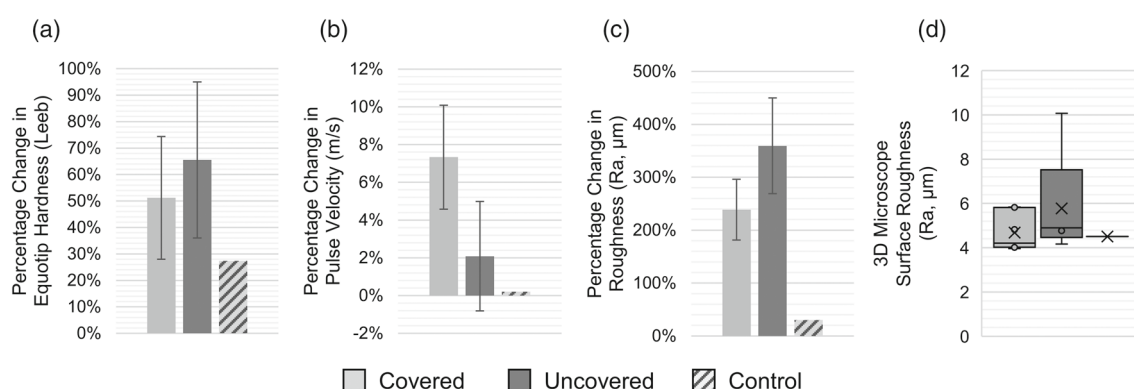 (a)
(b)
(c)
(d)
Percentage Change in
Equotip Hardness (Leeb)
100%
90%
80%
70%
60%
50%
40%
30%
20%
10%
0%
Percentage Change in
Pulse Velocity (m/s)
12%
10%
8%
6%
4%
2%
0%
-2%
Percentage Change in
Roughness (Ra, µm)
500%
400%
300%
200%
100%
0%
3D Microscope
Surface Roughness
(Ra, µm)
12
10
8
6
4
2
0
Covered
Uncovered
Control